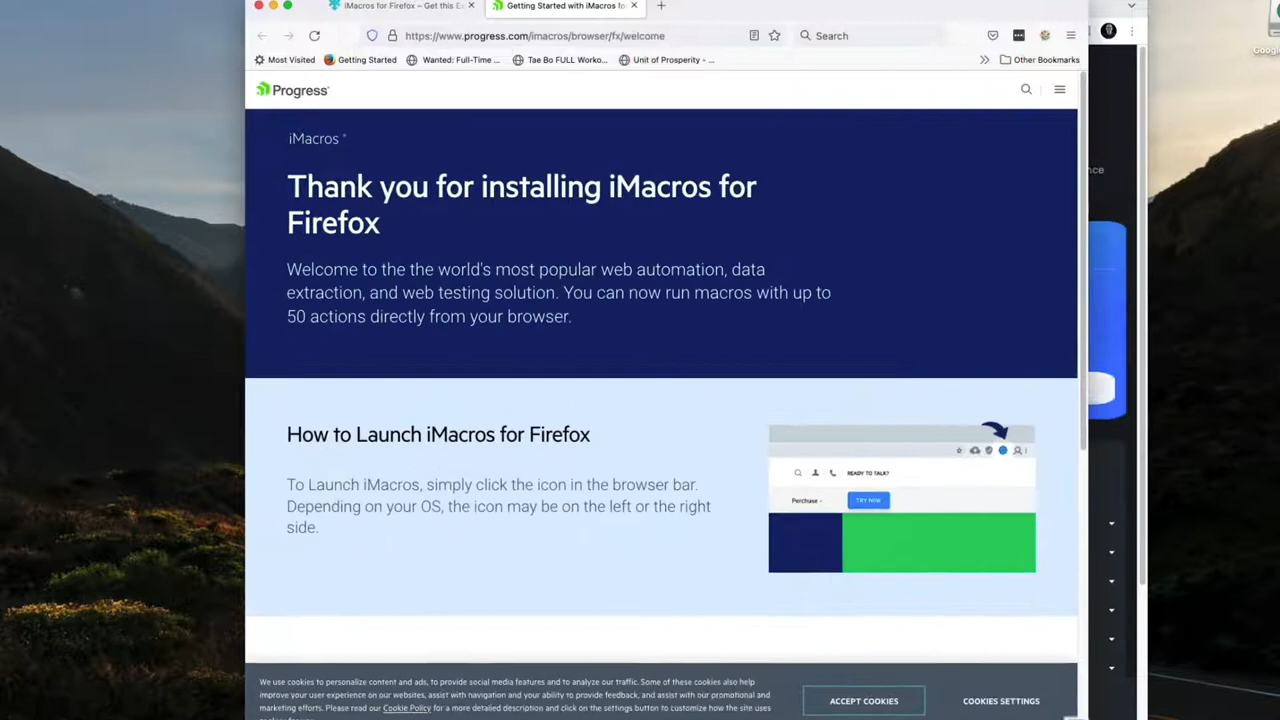 iMacros for Firefox – Get this E
Getting Started with iMacros fo
https://www.progress.com/imacros/browser/fx/welcome
Search
Most Visited
Getting Started
Wanted: Full-Time ...
Tae Bo FULL Worko...
Unit of Prosperity - ...
Other Bookmarks
Google
Progress
nce
iMacros ®
Thank you for installing iMacros for
Firefox
Welcome to the the world's most popular web automation, data
extraction, and web testing solution. You can now run macros with up to
50 actions directly from your browser.
How to Launch iMacros for Firefox
To Launch iMacros, simply click the icon in the browser bar.
Depending on your OS, the icon may be on the left or the right
side.
READY TO TALK?
Purchase
TRY NOW
We use cookies to personalize content and ads, to provide social media features and to analyze our traffic. Some of these cookies also help
improve your user experience on our websites, assist with navigation and your ability to provide feedback, and assist with our promotional and
marketing efforts. Please read our Cookie Policy for a more detailed description and click on the settings button to customize how the site uses
ACCEPT COOKIES
COOKIES SETTINGS